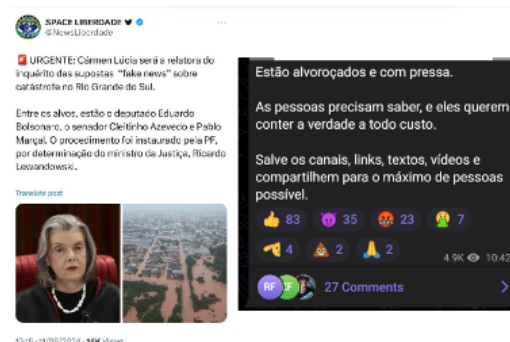 SPACE LIBERDADE
@NewsLiberdade
URGENTE: Cármen Lúcia será a relatora do
inquérito das supostas "fake news" sobre
catástrofe no Rio Grande do Sul.
Entre os alvos, estão o deputado Eduardo
Bolsonaro, o senador Cleitinho Azevedo e Pablo
Marçal. O procedimento foi instaurado pela PF,
por determinação do ministro da Justiça, Ricardo
Lewandowski.
Translate post
Estão alvoroçados e com pressa.
As pessoas precisam saber, e eles querem
conter a verdade a todo custo.
Salve os canais, links, textos, vídeos e
compartilhem para o máximo de pessoas
possível.
83 35 23 7
4 2 2
4.9K 10:42
RF F 27 Comments